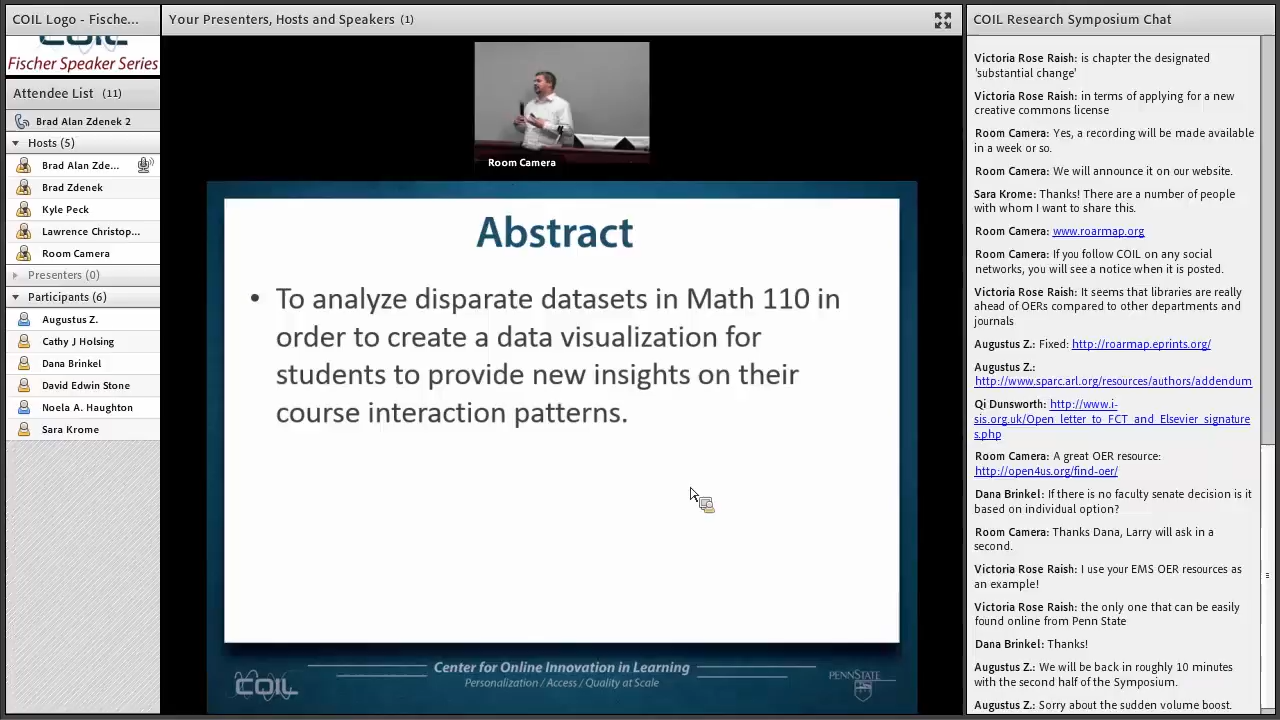 COIL Logo - Fische...
COIL
Fischer Speaker Series
Attendee List (11)
Brad Alan Zdenek 2
Hosts (5)
Brad Alan Zde...
Brad Zdenek
Kyle Peck
Lawrence Christop...
Room Camera
Presenters (0)
Participants (6)
Augustus Z.
Cathy J Holsing
Dana Brinkel
David Edwin Stone
Noela A. Haughton
Sara Krome
Your Presenters, Hosts and Speakers (1)
Room Camera
Abstract
• To analyze disparate datasets in Math 110 in
order to create a data visualization for
students to provide new insights on their
course interaction patterns.
COIL
Center for Online Innovation in Learning
Personalization / Access / Quality at Scale
PENNSTATE
COIL Research Symposium Chat
Victoria Rose Raish: is chapter the designated
'substantial change'
Victoria Rose Raish: in terms of applying for a new
creative commons license
Room Camera: Yes, a recording will be made available
in a week or so.
Room Camera: We will announce it on our website.
Sara Krome: Thanks! There are a number of people
with whom I want to share this.
Room Camera: www.roarmap.org
Room Camera: If you follow COIL on any social
networks, you will see a notice when it is posted.
Victoria Rose Raish: It seems that libraries are really
ahead of OERs compared to other departments and
journals
Augustus Z.: Fixed: http://roarmap.eprints.org/
Augustus Z.:
http://www.sparc.arl.org/resources/authors/addendum
Qi Dunsworth: http://www.i-
sis.org.uk/Open_letter_to_FCT_and_Elsevier_signature
s.php
Room Camera: A great OER resource:
http://open4us.org/find-oer/
Dana Brinkel: If there is no faculty senate decision is it
based on individual option?
Room Camera: Thanks Dana, Larry will ask in a
second.
Victoria Rose Raish: I use your EMS OER resources as
an example!
Victoria Rose Raish: the only one that can be easily
found online from Penn State
Dana Brinkel: Thanks!
Augustus Z.: We will be back in roughly 10 minutes
with the second half of the Symposium.
Augustus Z.: Sorry about the sudden volume boost.